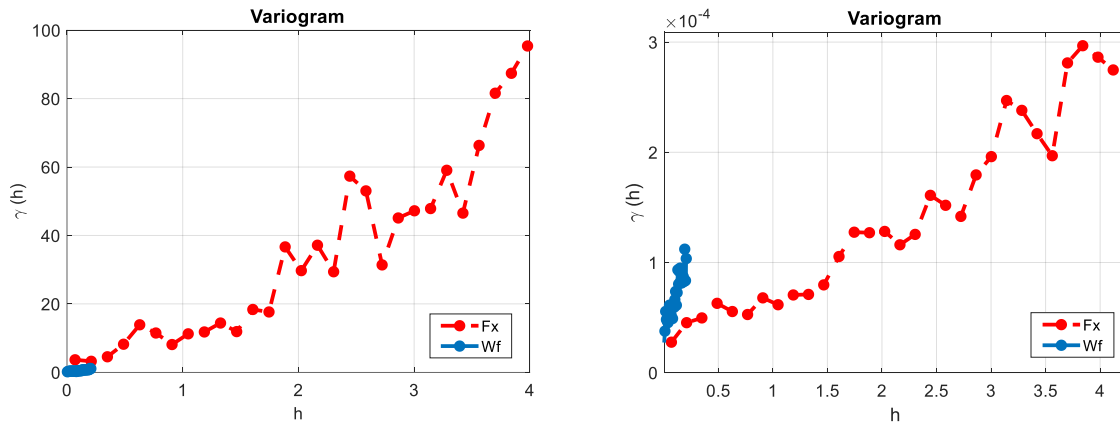 Variogram
100
80
60
40
20
0
γ (h)
0 1 2 3 4
h
Fx
Wf
×10⁻⁴
Variogram
3
2
1
0
γ (h)
0.5 1 1.5 2 2.5 3 3.5 4
h
Fx
Wf